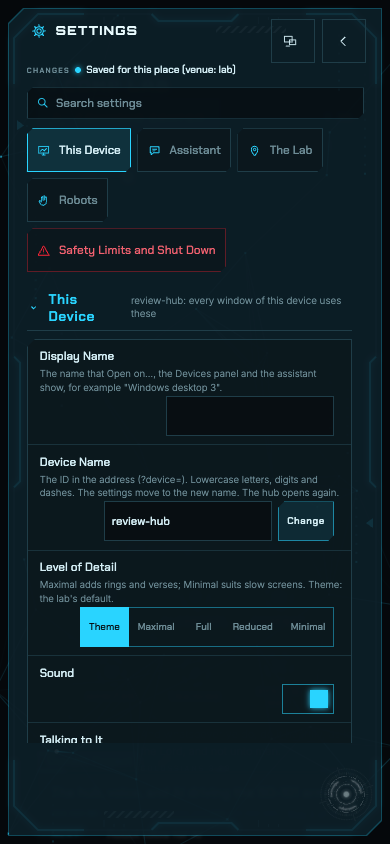 SETTINGS
CHANGES Saved for this place (venue: lab)
Search settings
This Device
Assistant
The Lab
Robots
Safety Limits and Shut Down
This Device
review-hub: every window of this device uses these
Display Name
The name that Open on..., the Devices panel and the assistant
show, for example "Windows desktop 3".
Device Name
The ID in the address (?device=). Lowercase letters, digits and
dashes. The settings move to the new name. The hub opens again.
review-hub
Change
Level of Detail
Maximal adds rings and verses; Minimal suits slow screens. Theme:
the lab's default.
Theme Maximal Full Reduced Minimal
Sound
Talking to It